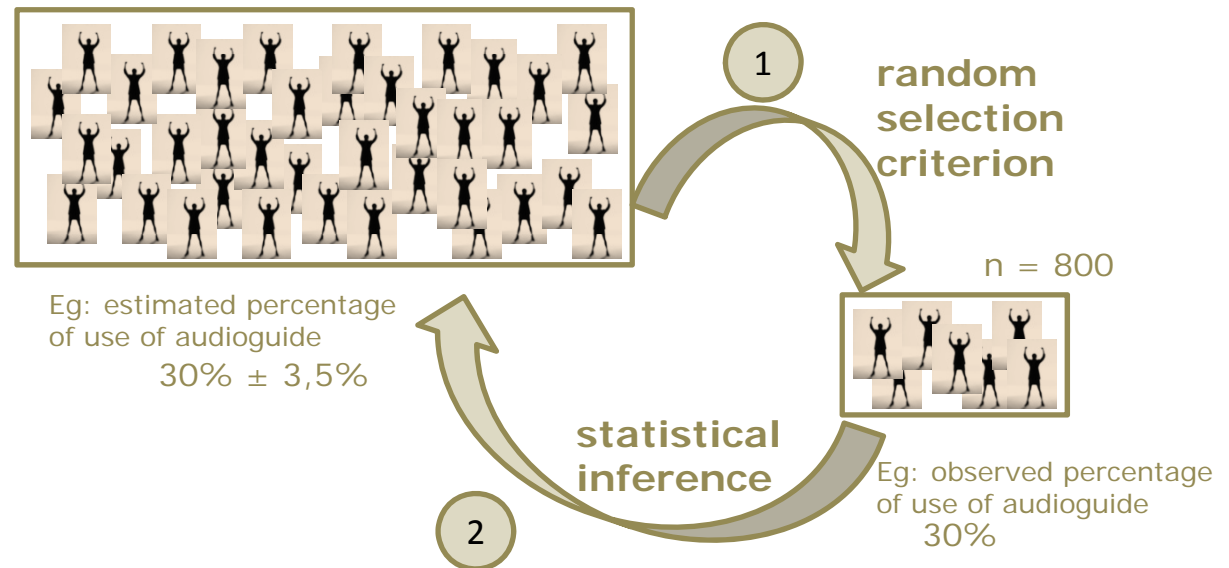 1
random
selection
criterion
n = 800
Eg: estimated percentage
of use of audioguide
30% ± 3,5%
statistical
inference
Eg: observed percentage
of use of audioguide
30%
2